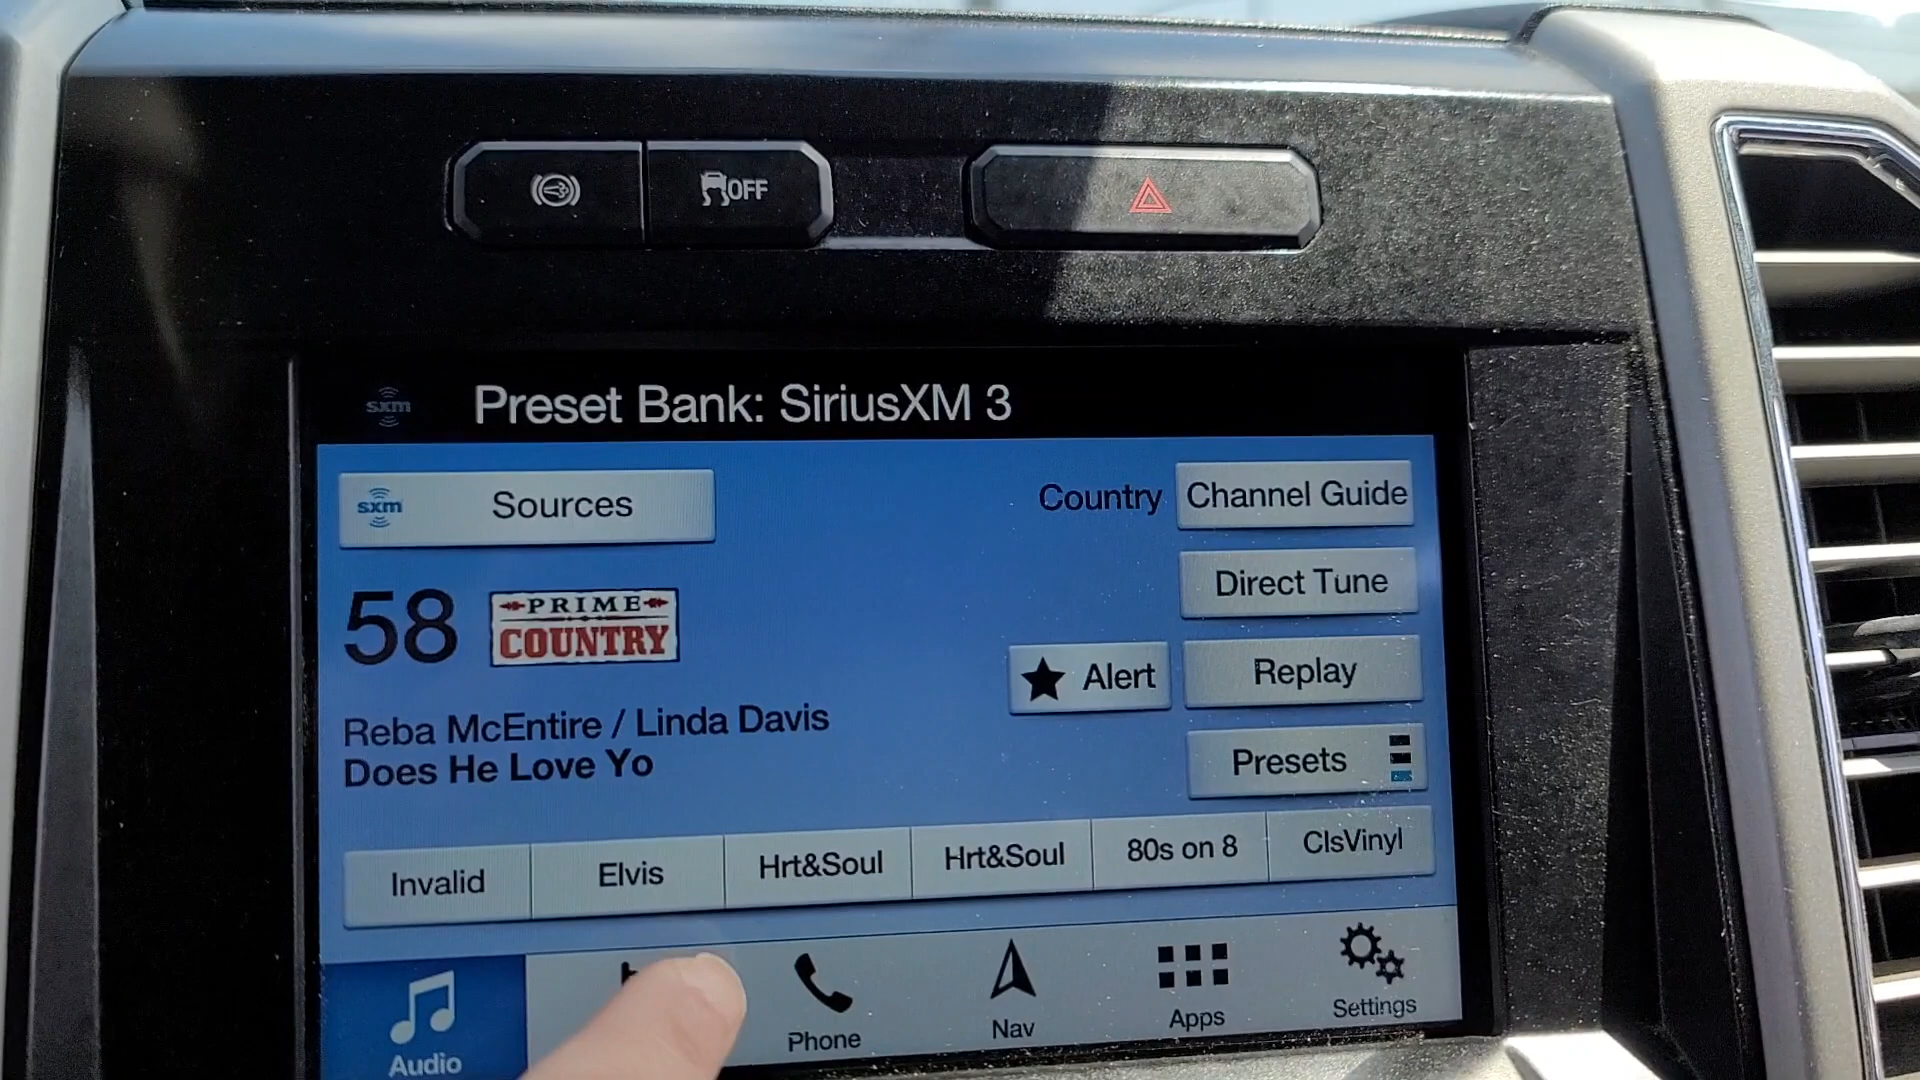 OFF
sxm
Preset Bank: SiriusXM 3
sxm
Sources
Country
Channel Guide
58
PRIME
COUNTRY
Direct Tune
Alert
Replay
Reba McEntire / Linda Davis
Does He Love Yo
Presets
Invalid
Elvis
Hrt&Soul
Hrt&Soul
80s on 8
ClsVinyl
Audio
Phone
Nav
Apps
Settings